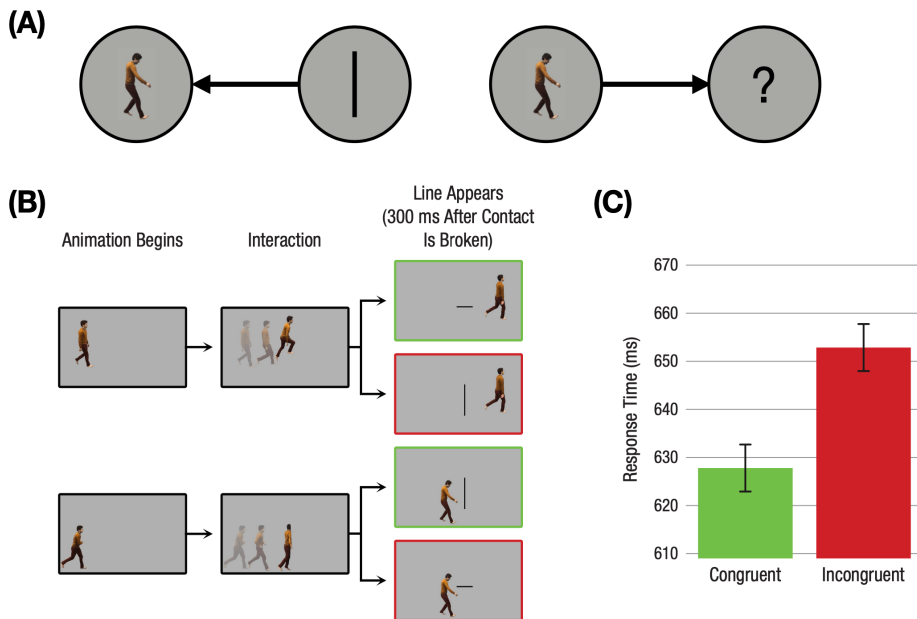 (A)
?
(B)
Animation Begins
Interaction
Line Appears
(300 ms After Contact
Is Broken)
(C)
Response Time (ms)
670
660
650
640
630
620
610
Congruent
Incongruent